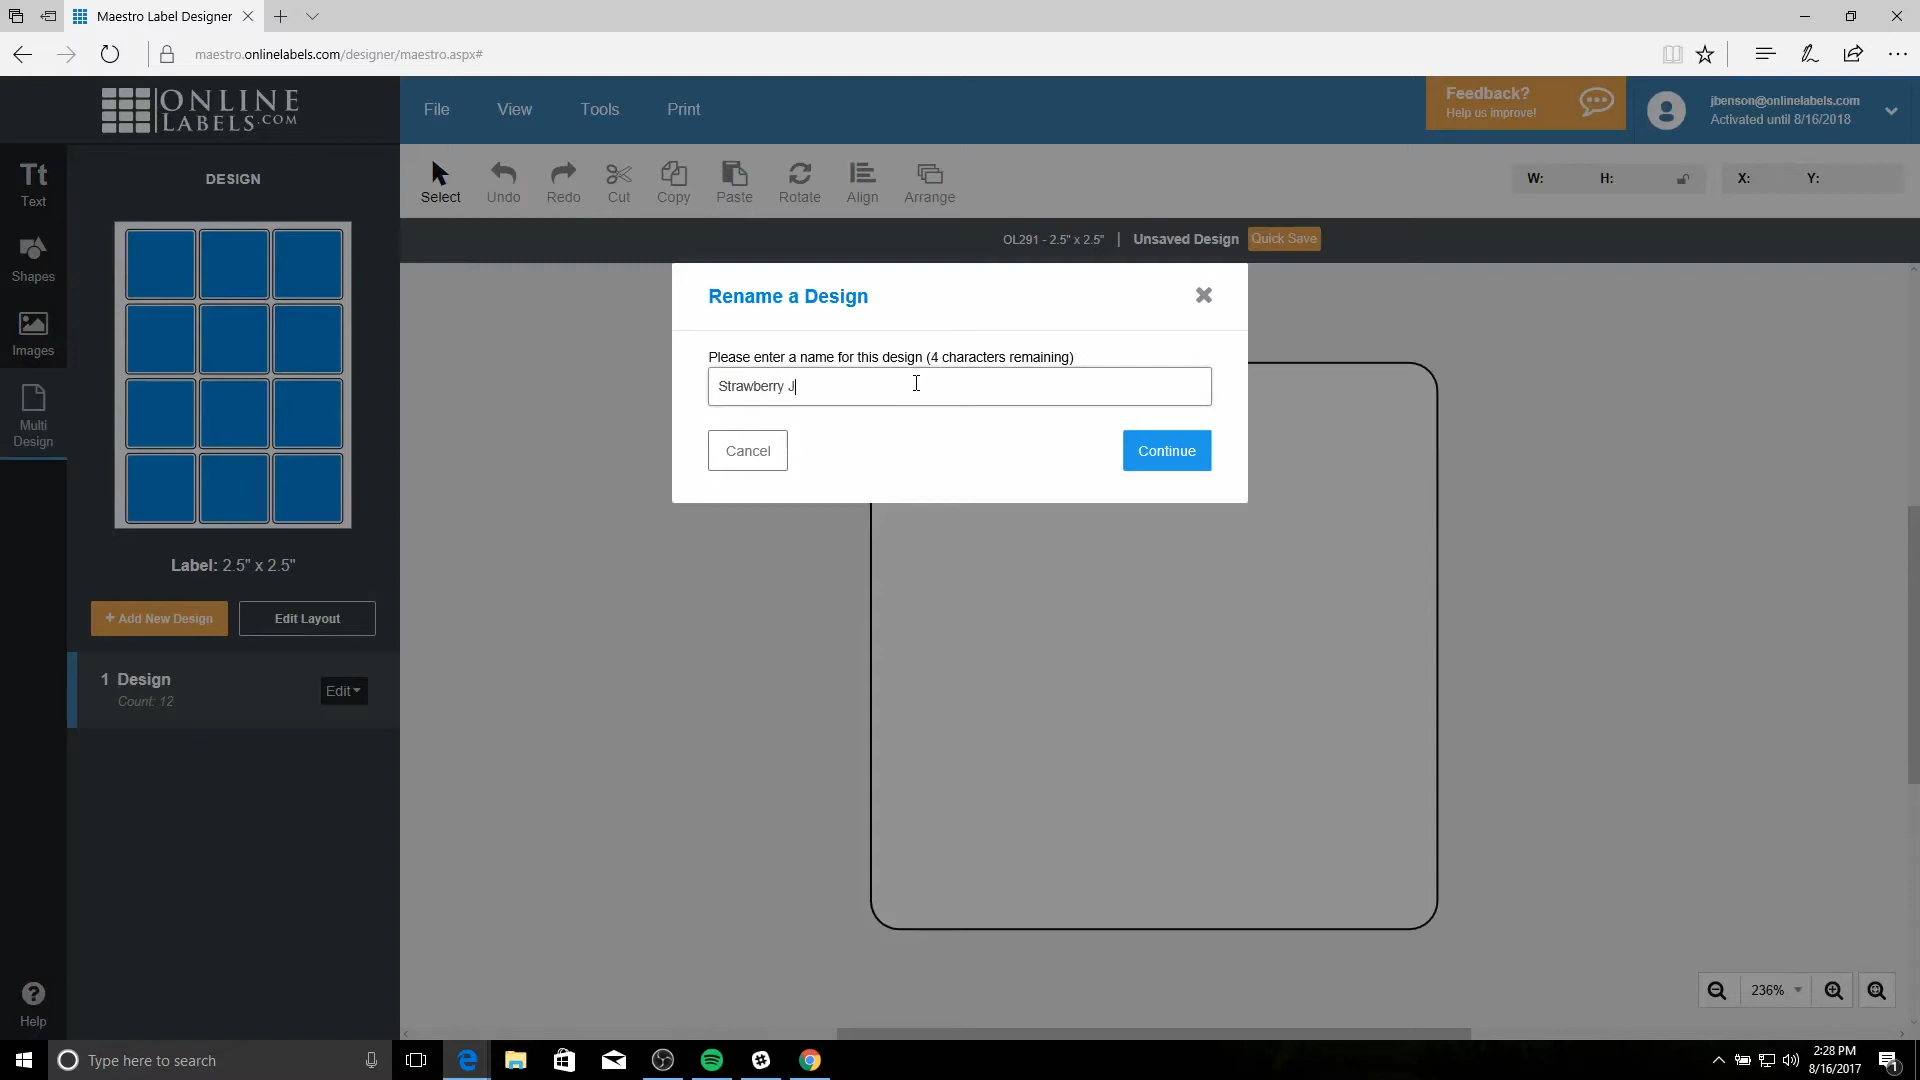 Maestro Label Designer
maestro.onlinelabels.com/designer/maestro.aspx#
ONLINE
LABELS.COM
File
View
Tools
Print
Feedback?
Help us improve!
jbenson@onlinelabels.com
Activated until 8/16/2018
Tt
Text
Shapes
Images
Multi
Design
Help
DESIGN
Label: 2.5" x 2.5"
+ Add New Design
Edit Layout
1 Design
Count: 12
Edit
Select
Undo
Redo
Cut
Copy
Paste
Rotate
Align
Arrange
W:
H:
X:
Y:
OL291 - 2.5" x 2.5" | Unsaved Design
Quick Save
Rename a Design
Please enter a name for this design (4 characters remaining)
Strawberry J
Cancel
Continue
236%
Type here to search
2:28 PM
8/16/2017
1